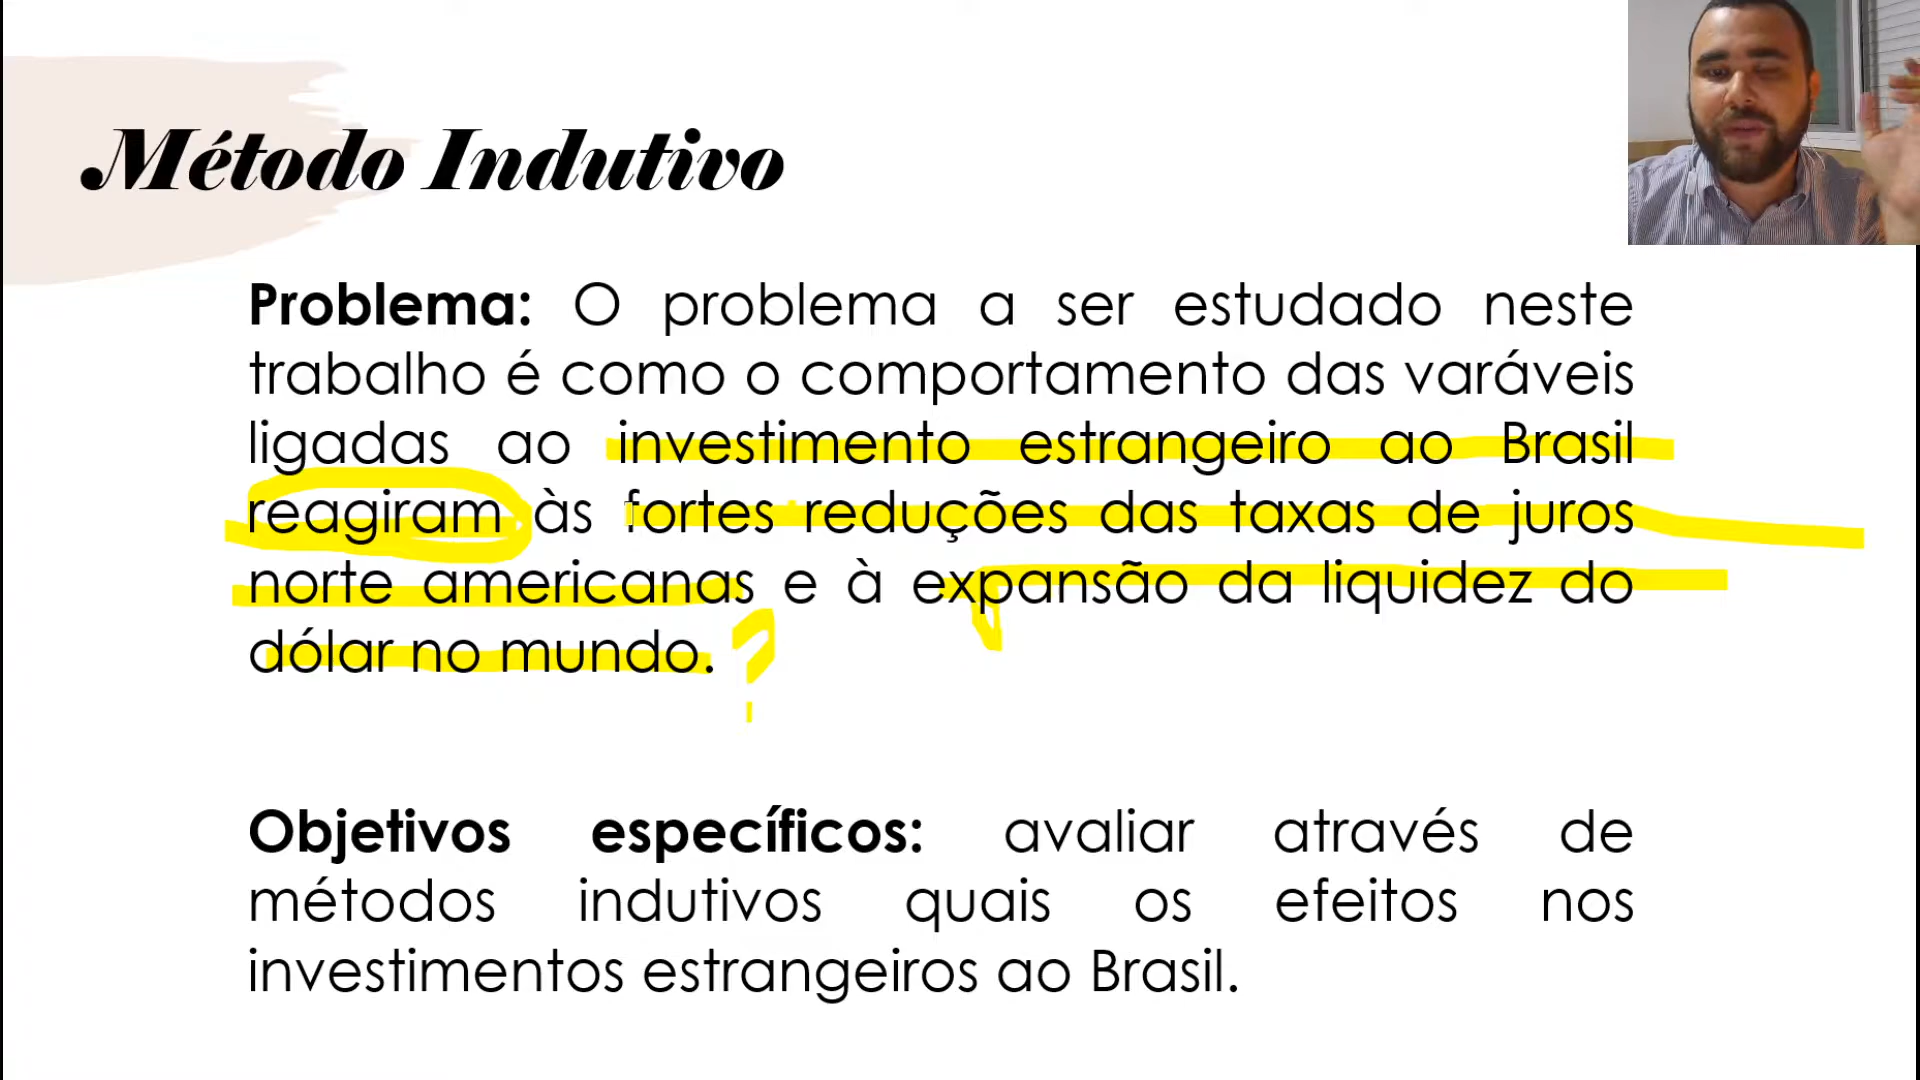 Método Indutivo
Problema: O problema a ser estudado neste
trabalho é como o comportamento das varáveis
ligadas ao investimento estrangeiro ao Brasil
reagiram às fortes reduções das taxas de juros
norte americanas e à expansão da liquidez do
dólar no mundo. ?
Objetivos específicos: avaliar através de
métodos indutivos quais os efeitos nos
investimentos estrangeiros ao Brasil.